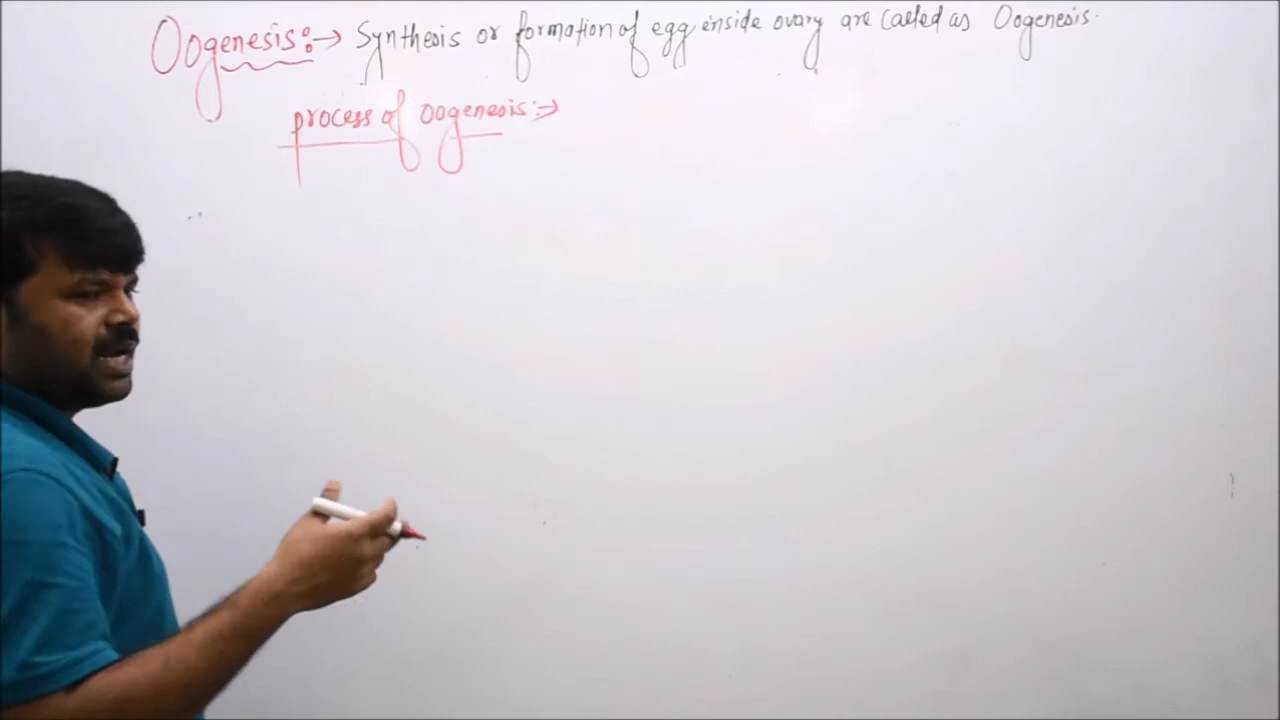 Oogenesis:→ Synthesis or formation of egg inside ovary are called as Oogenesis.
process of oogenesis:→